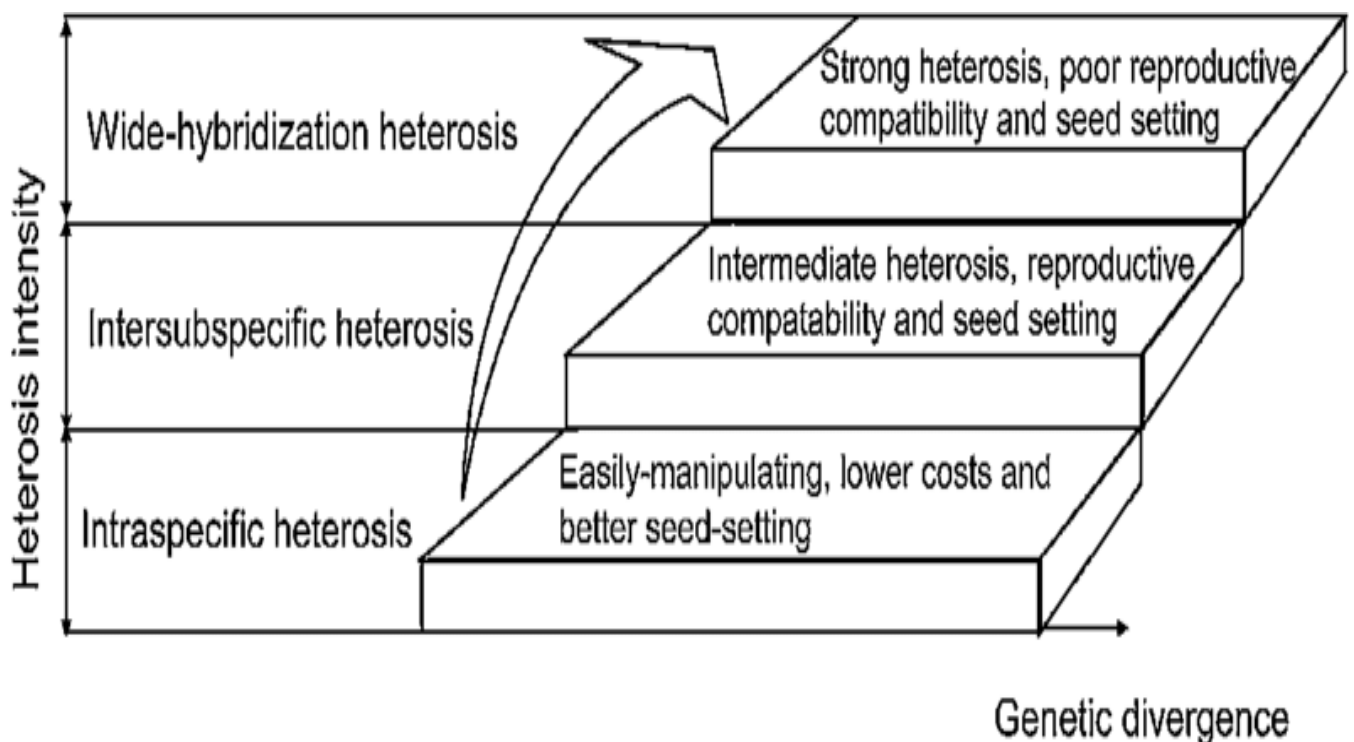 Heterosis intensity
Wide-hybridization heterosis
Strong heterosis, poor reproductive
compatibility and seed setting
Intersubspecific heterosis
Intermediate heterosis, reproductive
compatability and seed setting
Intraspecific heterosis
Easily-manipulating, lower costs and
better seed-setting
Genetic divergence